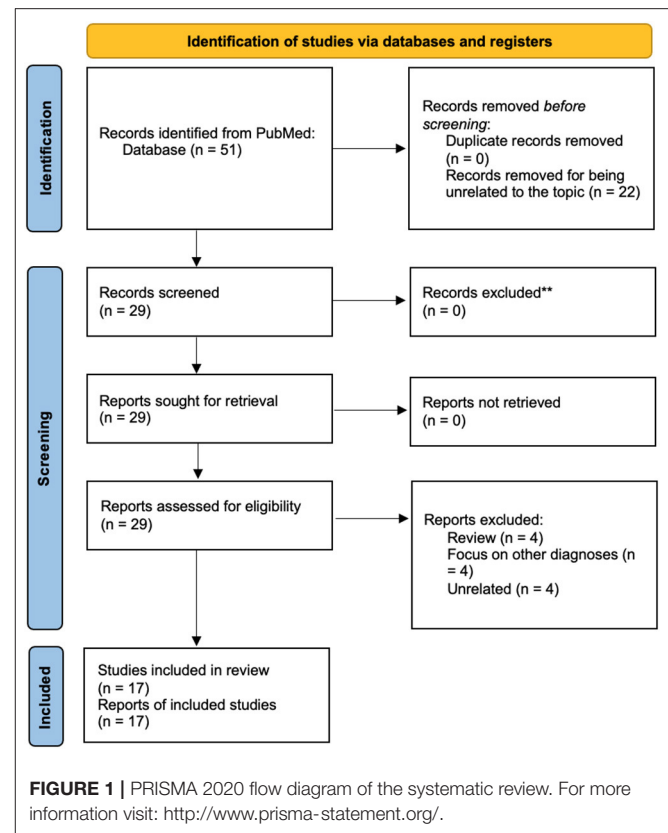 Identification of studies via databases and registers
Identification
Records identified from PubMed:
Database (n = 51)
Records removed before
screening:
Duplicate records removed
(n = 0)
Records removed for being
unrelated to the topic (n = 22)
Screening
Records screened
(n = 29)
Records excluded**
(n = 0)
Reports sought for retrieval
(n = 29)
Reports not retrieved
(n = 0)
Reports assessed for eligibility
(n = 29)
Reports excluded:
Review (n = 4)
Focus on other diagnoses (n
= 4)
Unrelated (n = 4)
Included
Studies included in review
(n = 17)
Reports of included studies
(n = 17)
FIGURE 1 | PRISMA 2020 flow diagram of the systematic review. For more
information visit: http://www.prisma-statement.org/.